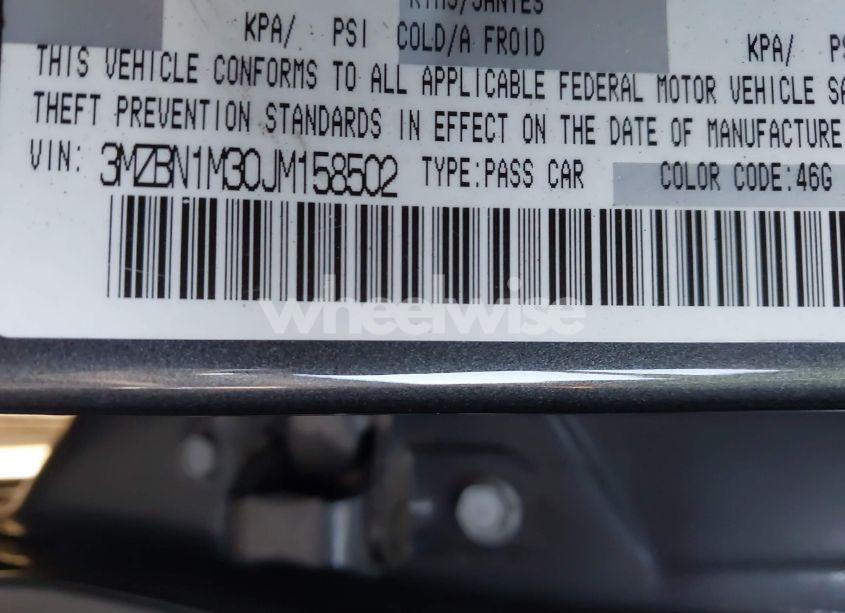 KPA/ PSI COLD/A FROID KPA/
THIS VEHICLE CONFORMS TO ALL APPLICABLE FEDERAL MOTOR VEHICLE
THEFT PREVENTION STANDARDS IN EFFECT ON THE DATE OF MANUFACTURE
VIN: 3MZBN1M30JM158502 TYPE:PASS CAR COLOR CODE:46G
wheelwise